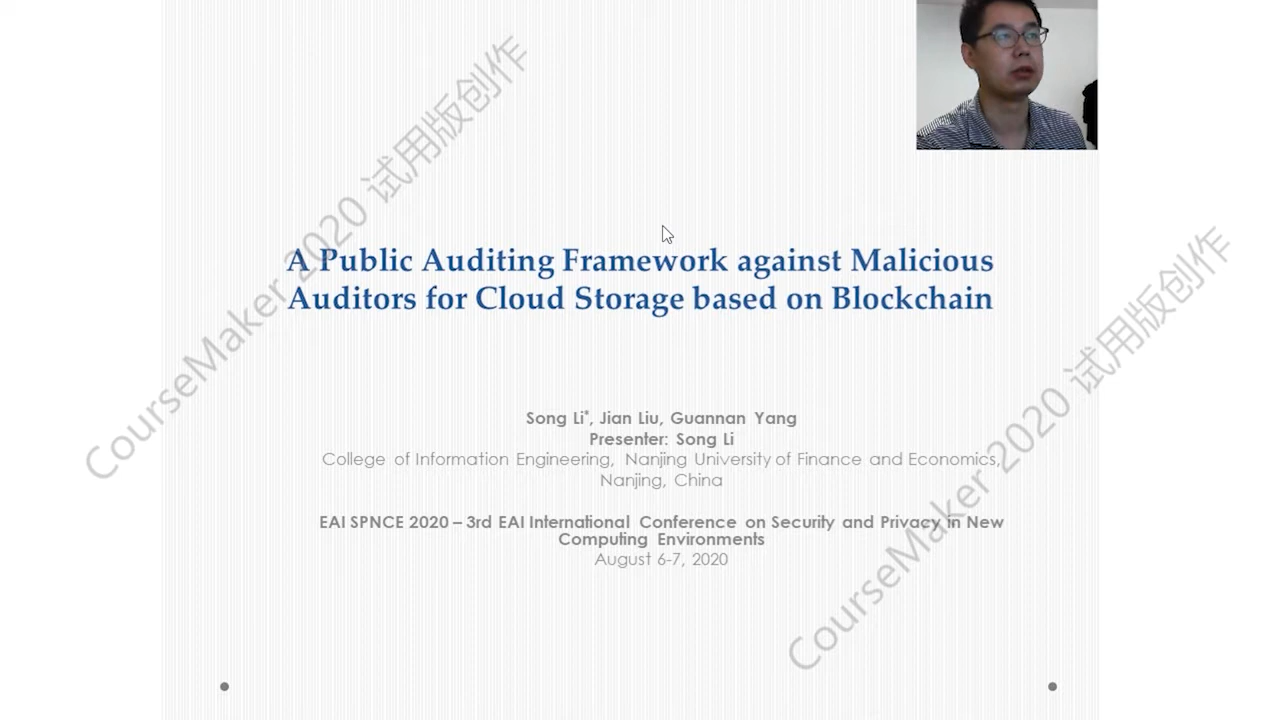 A Public Auditing Framework against Malicious
Auditors for Cloud Storage based on Blockchain
Song Li*, Jian Liu, Guannan Yang
Presenter: Song Li
College of Information Engineering, Nanjing University of Finance and Economics,
Nanjing, China
EAI SPNCE 2020 – 3rd EAI International Conference on Security and Privacy in New
Computing Environments
August 6-7, 2020
CourseMaker 2020 试用版创作
CourseMaker 2020 试用版创作